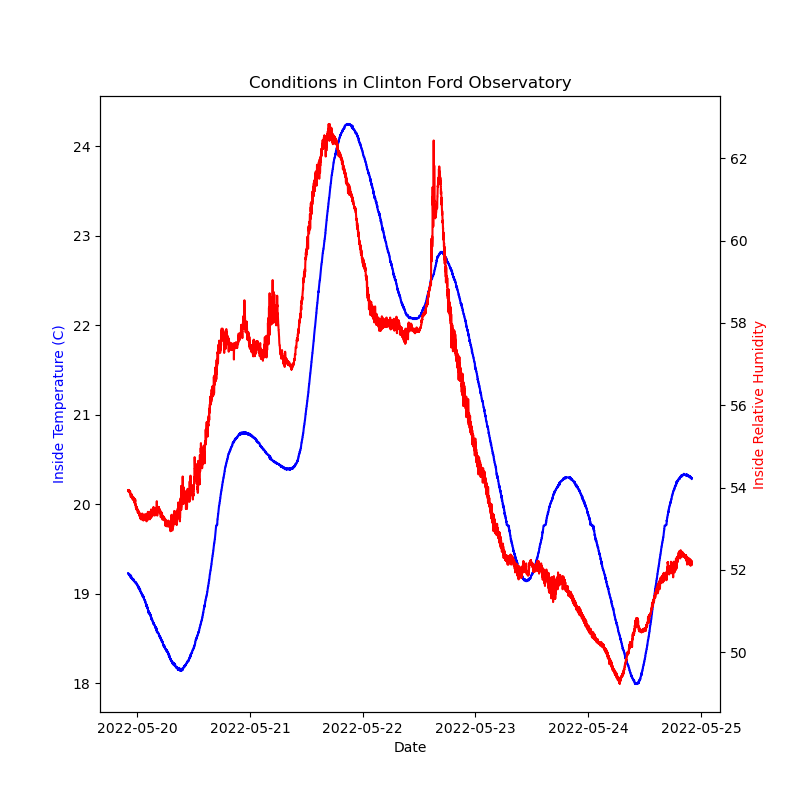 Conditions in Clinton Ford Observatory
24
23
22
21
20
19
18
Inside Temperature (C)
62
60
58
56
54
52
50
Inside Relative Humidity
2022-05-20 2022-05-21 2022-05-22 2022-05-23 2022-05-24 2022-05-25
Date